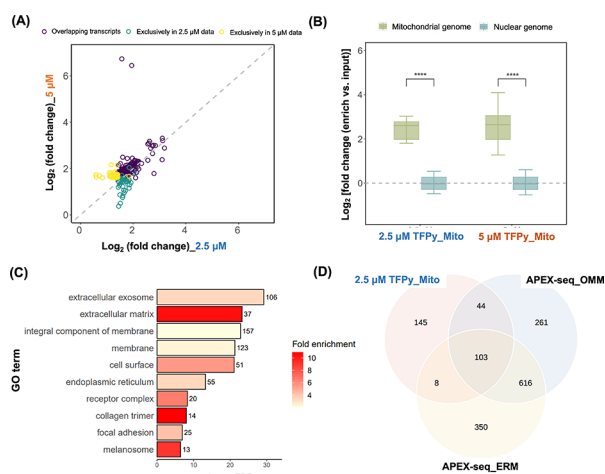 (A)
Overlapping transcripts
Exclusively in 2.5 µM data
Exclusively in 5 µM data
Log₂ (fold change)_5 µM
6
4
2
0
0
2
4
6
Log₂ (fold change)_2.5 µM
(B)
Mitochondrial genome
Nuclear genome
Log₂ [fold change (enrich vs. input)]
6
4
2
0
****
****
2.5 µM TFPy_Mito
5 µM TFPy_Mito
(C)
GO term
extracellular exosome
106
extracellular matrix
37
integral component of membrane
157
membrane
123
cell surface
51
endoplasmic reticulum
55
receptor complex
20
collagen trimer
14
focal adhesion
25
melanosome
13
0
10
20
30
Fold enrichment
10
8
6
4
(D)
2.5 µM TFPy_Mito
APEX-seq_OMM
145
44
261
103
8
616
350
APEX-seq_ERM